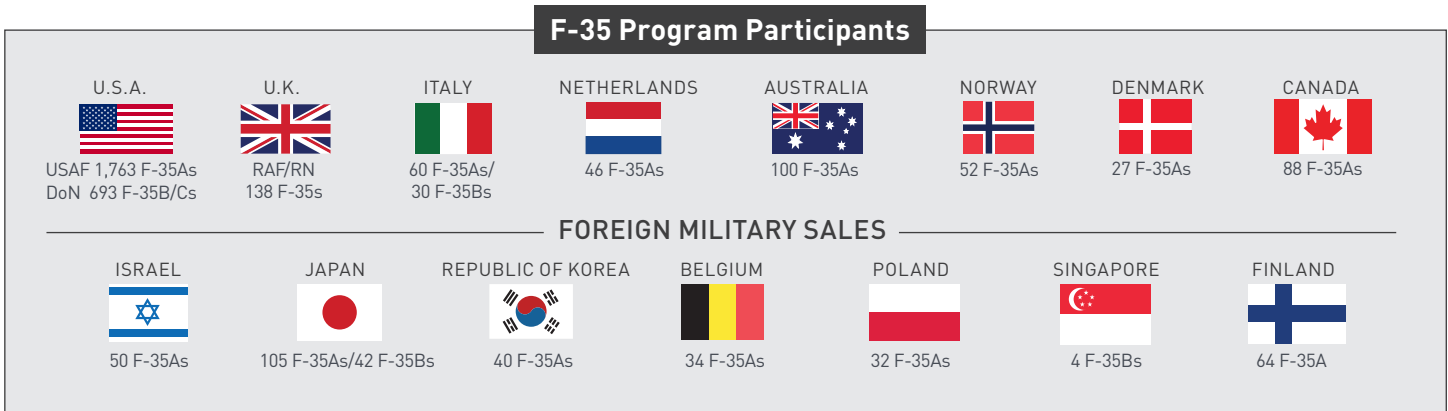 F-35 Program Participants
U.S.A.
U.K.
ITALY
NETHERLANDS
AUSTRALIA
NORWAY
DENMARK
CANADA
USAF 1,763 F-35As
DoN 693 F-35B/Cs
RAF/RN
138 F-35s
60 F-35As/
30 F-35Bs
46 F-35As
100 F-35As
52 F-35As
27 F-35As
88 F-35As
FOREIGN MILITARY SALES
ISRAEL
JAPAN
REPUBLIC OF KOREA
BELGIUM
POLAND
SINGAPORE
FINLAND
50 F-35As
105 F-35As/42 F-35Bs
40 F-35As
34 F-35As
32 F-35As
4 F-35Bs
64 F-35A